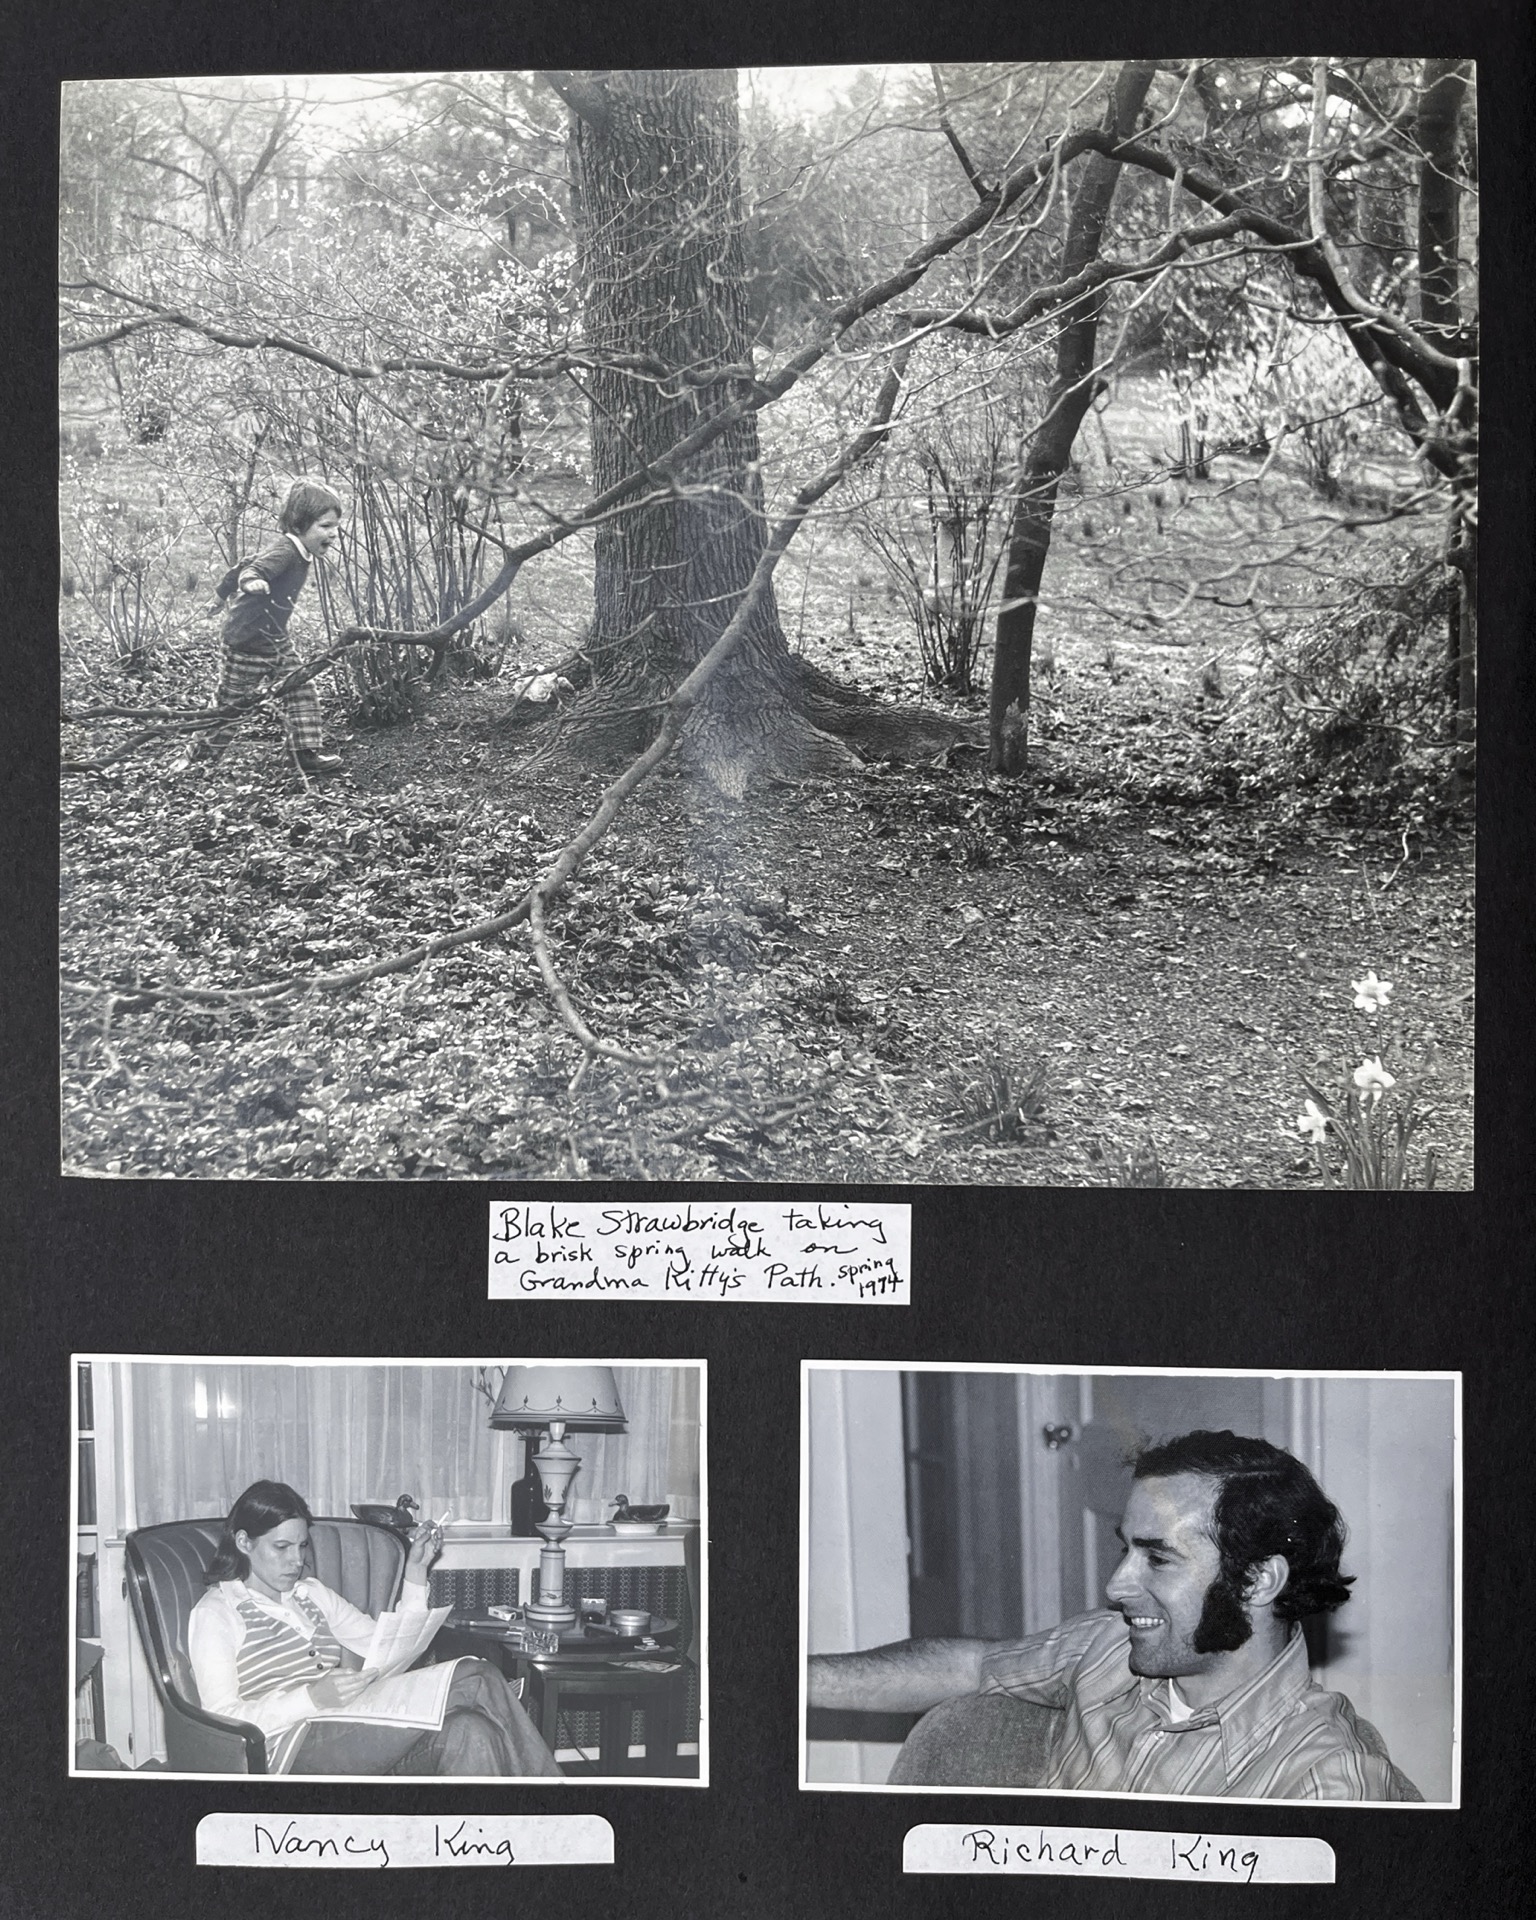 Blake Strawbridge taking
a brisk spring walk on
Grandma Kitty's Path. spring
1974
Nancy King
Richard King